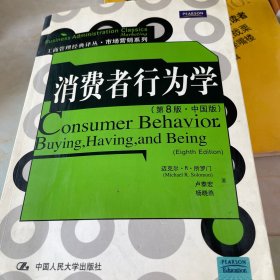 PEARSON
Business Administration Classics
Marketing
工商管理经典译丛·市场营销系列
消费者行为学
(第8版·中国版)
Consumer Behavior
Buying, Having, and Being
(Eighth Edition)
迈克尔·R·所罗门
(Michael R. Solomon)
卢泰宏
杨晓燕
著
中国人民大学出版社
PEARSON
Education